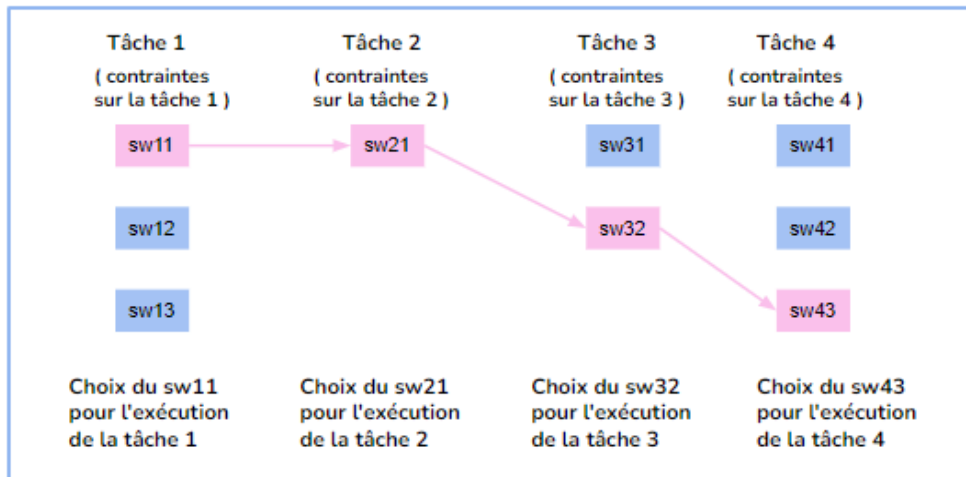 Tâche 1
Tâche 2
Tâche 3
Tâche 4
( contraintes
sur la tâche 1 )
( contraintes
sur la tâche 2 )
( contraintes
sur la tâche 3 )
( contraintes
sur la tâche 4 )
sw11
sw21
sw31
sw41
sw12
sw32
sw42
sw13
sw43
Choix du sw11
pour l'exécution
de la tâche 1
Choix du sw21
pour l'exécution
de la tâche 2
Choix du sw32
pour l'exécution
de la tâche 3
Choix du sw43
pour l'exécution
de la tâche 4